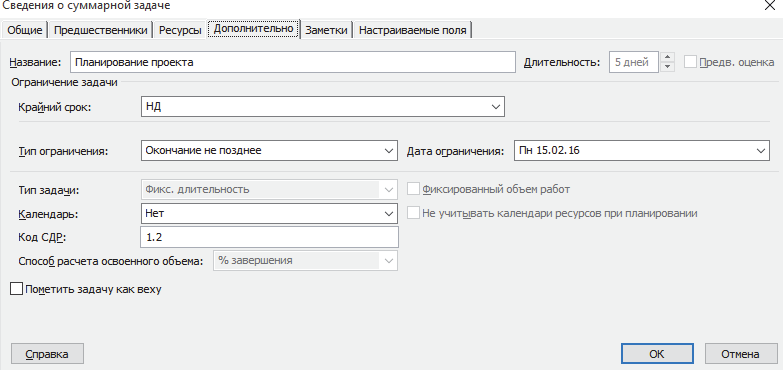 Сведения о суммарной задаче
Общие Предшественники Ресурсы Дополнительно Заметки Настраиваемые поля
Название: Планирование проекта Длительность: 5 дней Предв. оценка
Ограничение задачи
Крайний срок: НД
Тип ограничения: Окончание не позднее Дата ограничения: Пн 15.02.16
Тип задачи: Фикс. длительность Фиксированный объем работ
Календарь: Нет Не учитывать календари ресурсов при планировании
Код СДР: 1.2
Способ расчета освоенного объема: % завершения
Пометить задачу как веху
Справка ОК Отмена